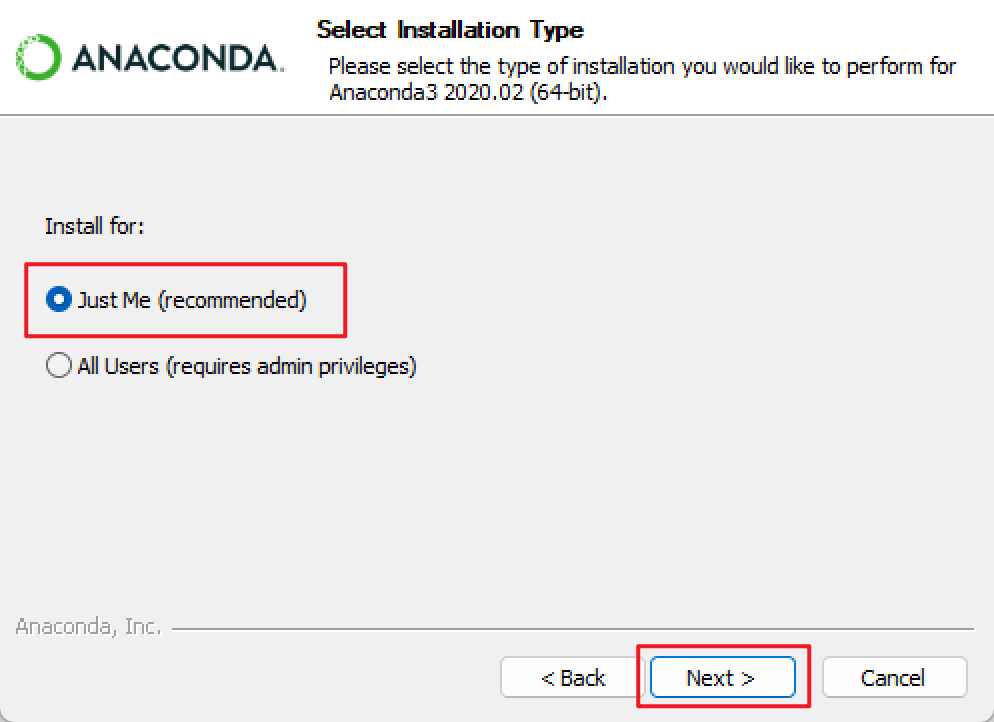 ANACONDA.
Select Installation Type
Please select the type of installation you would like to perform for
Anaconda3 2020.02 (64-bit).
Install for:
Just Me (recommended)
All Users (requires admin privileges)
Anaconda, Inc.
< Back
Next >
Cancel